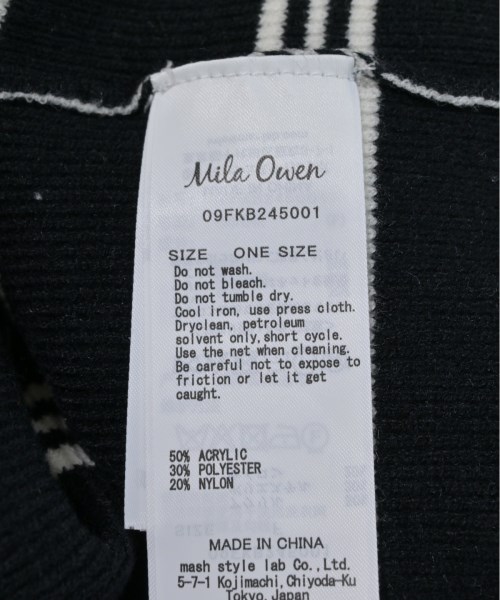 Mila Owen
09FKB245001
SIZE ONE SIZE
Do not wash.
Do not bleach.
Do not tumble dry.
Cool iron, use press cloth.
Dryclean, petroleum
solvent only,short cycle.
Use the net when cleaning.
Be careful not to expose to
friction or let it get
caught.
50% ACRYLIC
30% POLYESTER
20% NYLON
MADE IN CHINA
mash style lab Co.,Ltd.
5-7-1 Kojimachi,Chiyoda-Ku
Tokyo,Japan